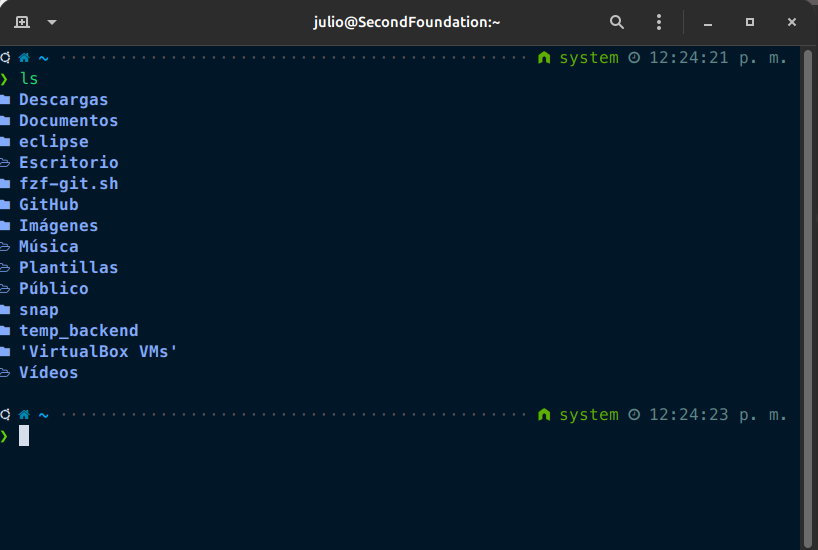 julio@SecondFoundation:~
~ system 12:24:21 p. m.
❯ ls
Descargas
Documentos
eclipse
Escritorio
fzf-git.sh
GitHub
Imágenes
Música
Plantillas
Público
snap
temp_backend
'VirtualBox VMs'
Vídeos
~ system 12:24:23 p. m.
❯